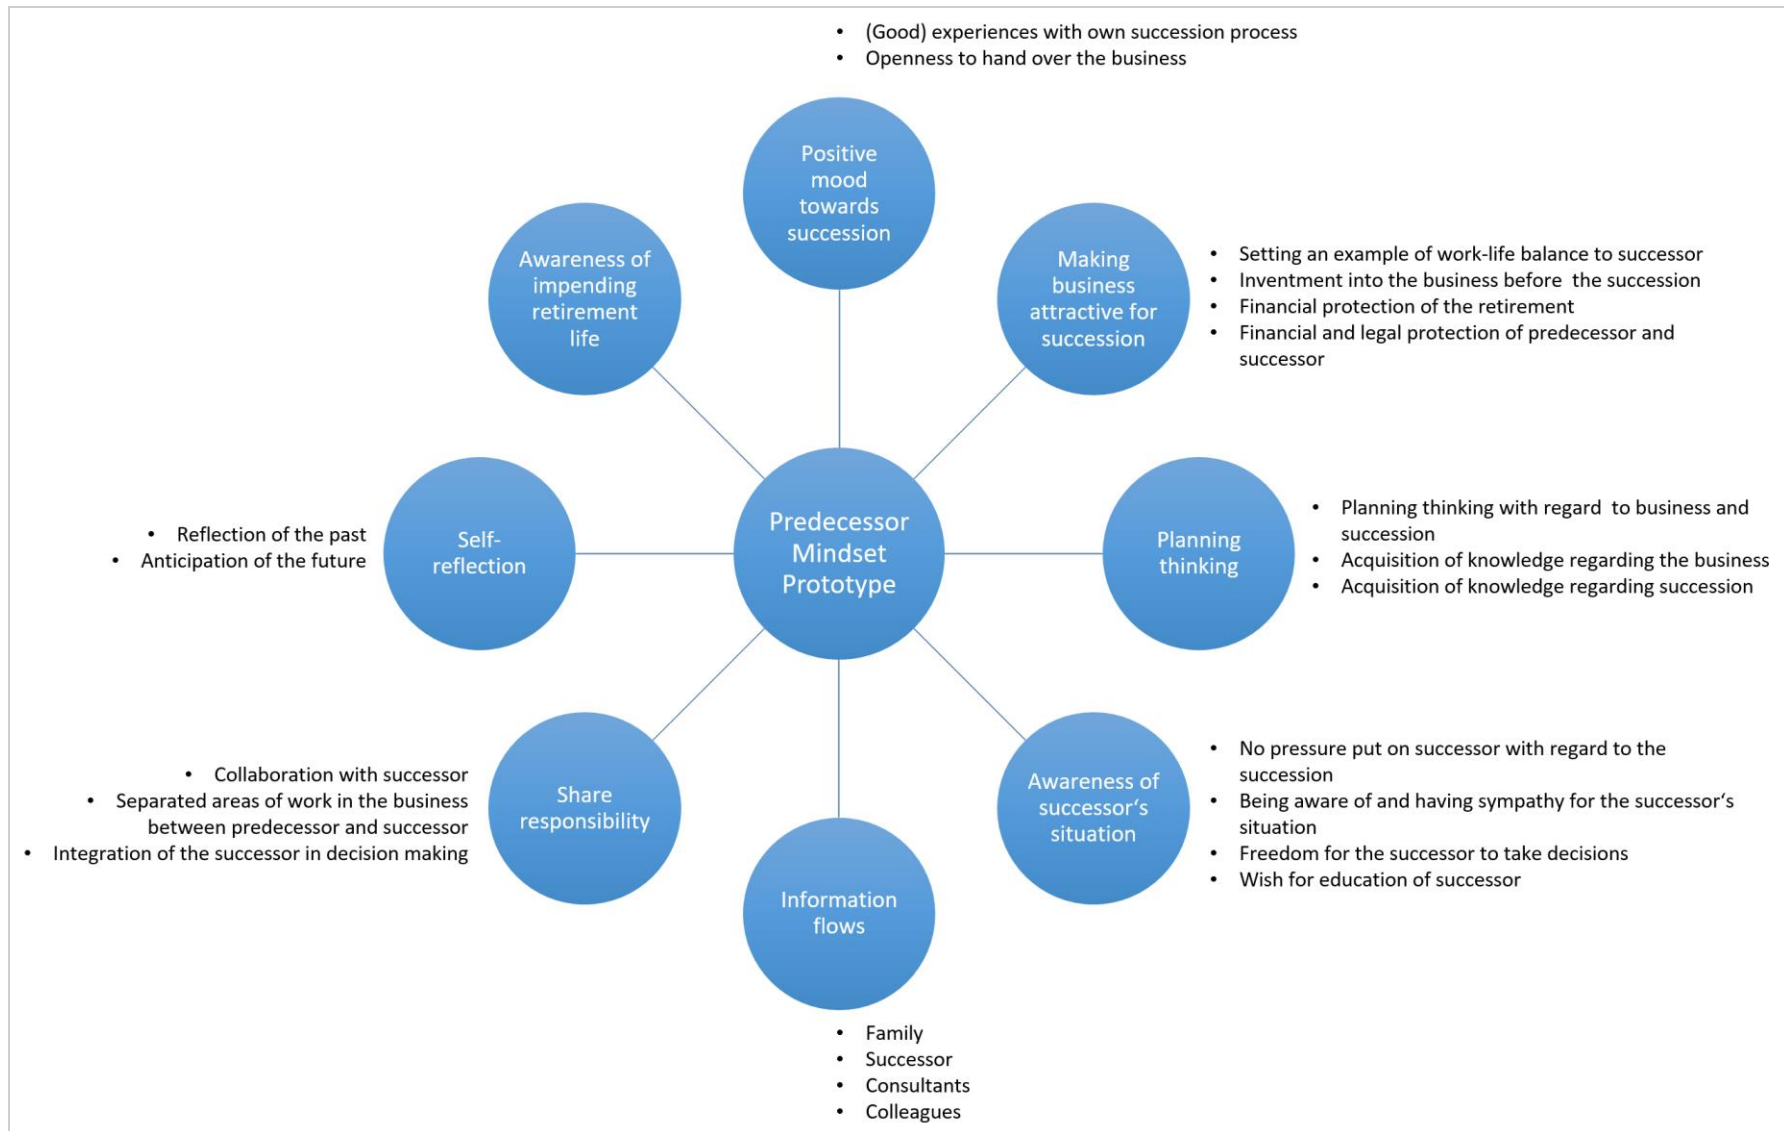 • (Good) experiences with own succession process
• Openness to hand over the business
Positive
mood
towards
succession
Making
business
attractive for
succession
• Setting an example of work-life balance to successor
• Inventment into the business before the succession
• Financial protection of the retirement
• Financial and legal protection of predecessor and
successor
Planning
thinking
• Planning thinking with regard to business and
succession
• Acquisition of knowledge regarding the business
• Acquisition of knowledge regarding succession
Awareness of
successor‘s
situation
• No pressure put on successor with regard to the
succession
• Being aware of and having sympathy for the successor‘s
situation
• Freedom for the successor to take decisions
• Wish for education of successor
Information
flows
• Family
• Successor
• Consultants
• Colleagues
Share
responsibility
• Collaboration with successor
• Separated areas of work in the business
between predecessor and successor
• Integration of the successor in decision making
Self-
reflection
• Reflection of the past
• Anticipation of the future
Awareness of
impending
retirement
life
Predecessor
Mindset
Prototype